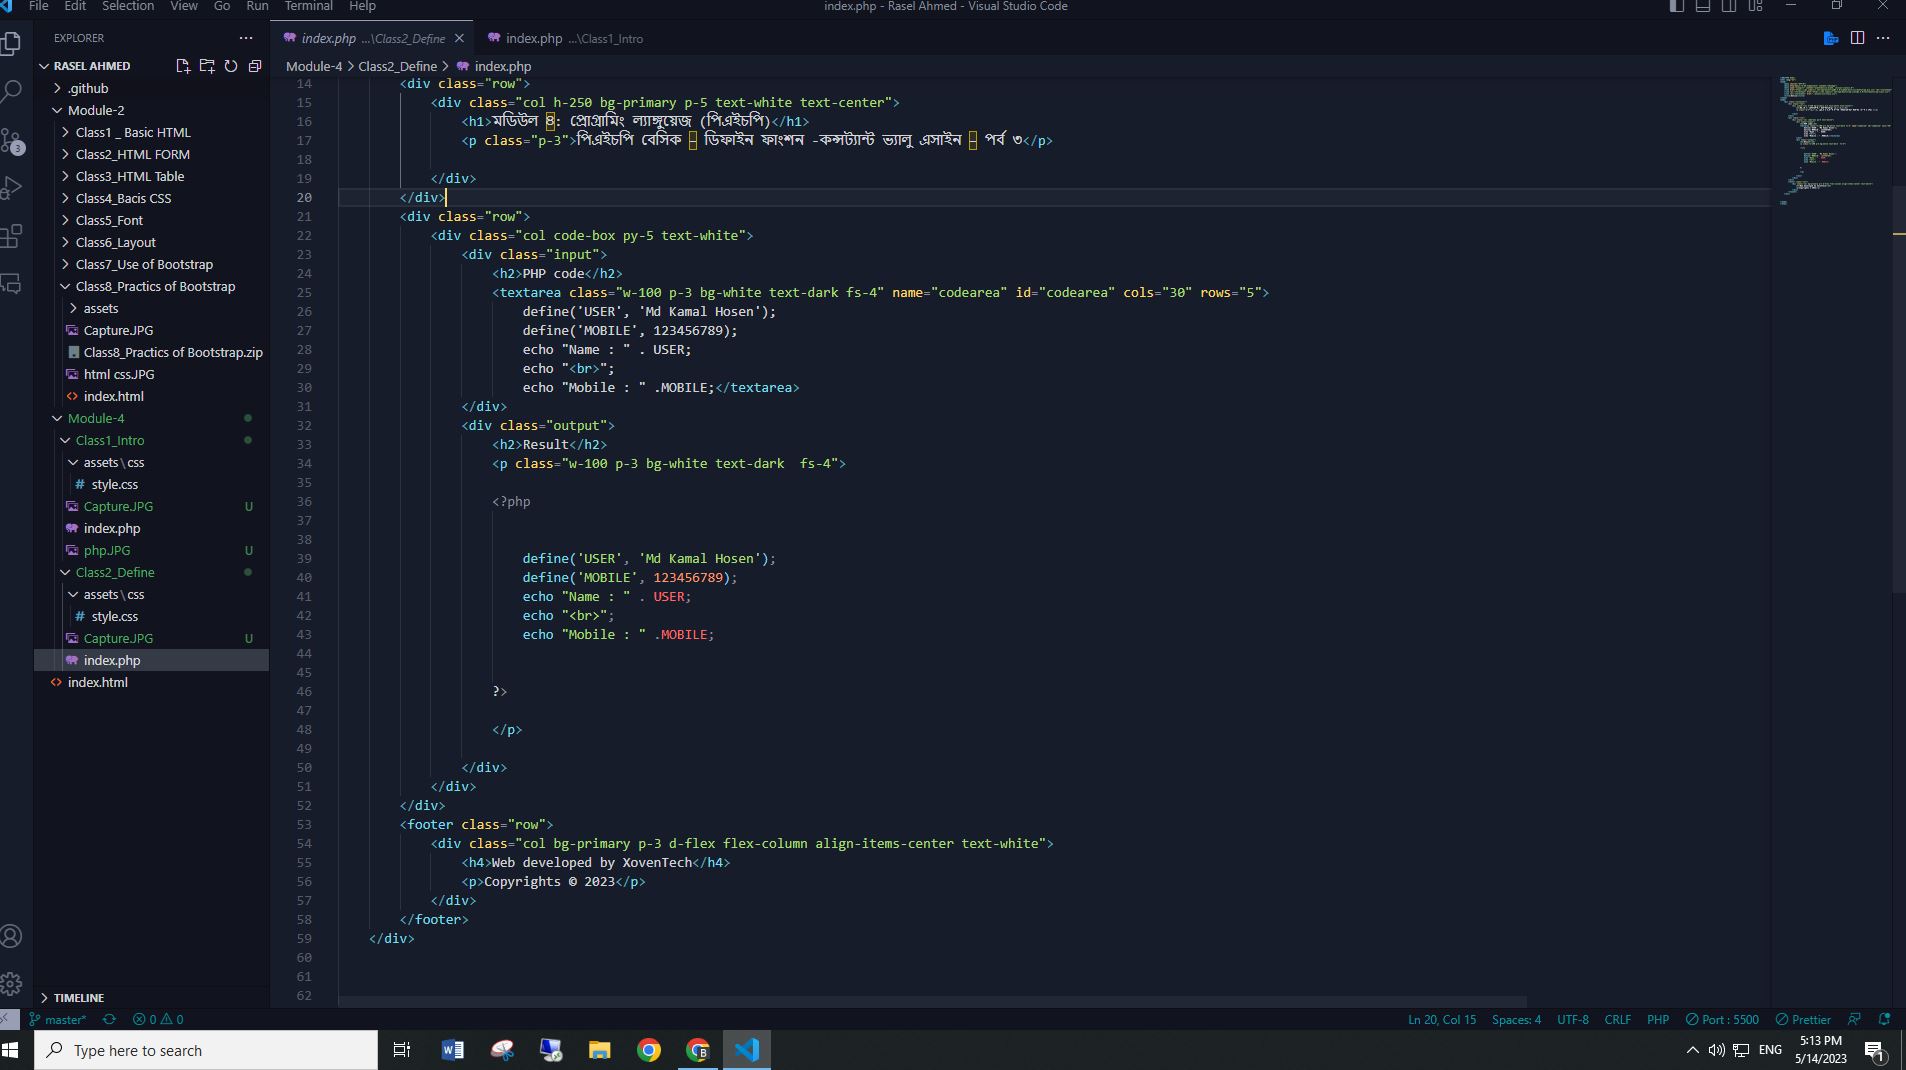 File Edit Selection View Go Run Terminal Help
index.php - Rasel Ahmed - Visual Studio Code
EXPLORER
RASEL AHMED
.github
Module-2
Class1 _ Basic HTML
Class2_HTML FORM
Class3_HTML Table
Class4_Bacis CSS
Class5_Font
Class6_Layout
Class7_Use of Bootstrap
Class8_Practics of Bootstrap
assets
Capture.JPG
Class8_Practics of Bootstrap.zip
html css.JPG
index.html
Module-4
Class1_Intro
assets\css
style.css
Capture.JPG U
index.php
php.JPG U
Class2_Define
assets\css
style.css
Capture.JPG U
index.php
index.html
TIMELINE
index.php ...\Class2_Define
index.php ...\Class1_Intro
Module-4 > Class2_Define > index.php
14 <div class="row">
15 <div class="col h-250 bg-primary p-5 text-white text-center">
16 <h1>মডিউল ৪: প্রোগ্রামিং ল্যাঙ্গুয়েজ (পিএইচপি)</h1>
17 <p class="p-3">পিএইচপি বেসিক – ডিফাইন ফাংশন -কন্সট্যান্ট ভ্যালু এসাইন – পর্ব ৩</p>
18
19 </div>
20 </div>
21 <div class="row">
22 <div class="col code-box py-5 text-white">
23 <div class="input">
24 <h2>PHP code</h2>
25 <textarea class="w-100 p-3 bg-white text-dark fs-4" name="codearea" id="codearea" cols="30" rows="5">
26 define('USER', 'Md Kamal Hosen');
27 define('MOBILE', 123456789);
28 echo "Name : " . USER;
29 echo "<br>";
30 echo "Mobile : " .MOBILE;</textarea>
31 </div>
32 <div class="output">
33 <h2>Result</h2>
34 <p class="w-100 p-3 bg-white text-dark  fs-4">
35
36 <?php
37
38
39 define('USER', 'Md Kamal Hosen');
40 define('MOBILE', 123456789);
41 echo "Name : " . USER;
42 echo "<br>";
43 echo "Mobile : " .MOBILE;
44
45
46 ?>
47
48 </p>
49
50 </div>
51 </div>
52 </div>
53 <footer class="row">
54 <div class="col bg-primary p-3 d-flex flex-column align-items-center text-white">
55 <h4>Web developed by XovenTech</h4>
56 <p>Copyrights © 2023</p>
57 </div>
58 </footer>
59 </div>
60
61
62
3
master* 0 0
Ln 20, Col 15 Spaces: 4 UTF-8 CRLF PHP Port : 5500 Prettier
Type here to search
ENG
5:13 PM
5/14/2023
1